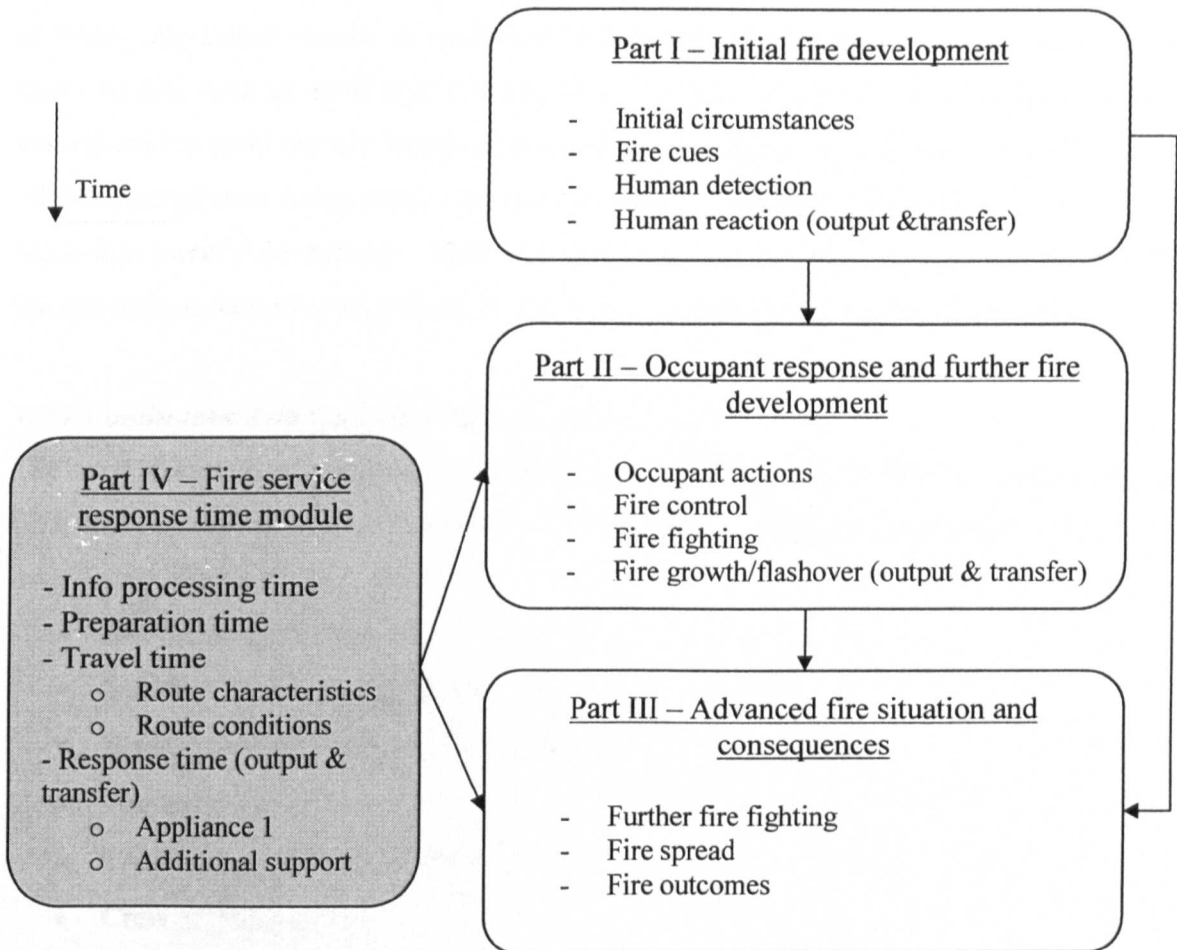 Part I – Initial fire development
- Initial circumstances
- Fire cues
- Human detection
- Human reaction (output &transfer)
Time
Part II – Occupant response and further fire
development
- Occupant actions
- Fire control
- Fire fighting
- Fire growth/flashover (output & transfer)
Part IV – Fire service
response time module
- Info processing time
- Preparation time
- Travel time
o Route characteristics
o Route conditions
- Response time (output &
transfer)
o Appliance 1
o Additional support
Part III – Advanced fire situation and
consequences
- Further fire fighting
- Fire spread
- Fire outcomes